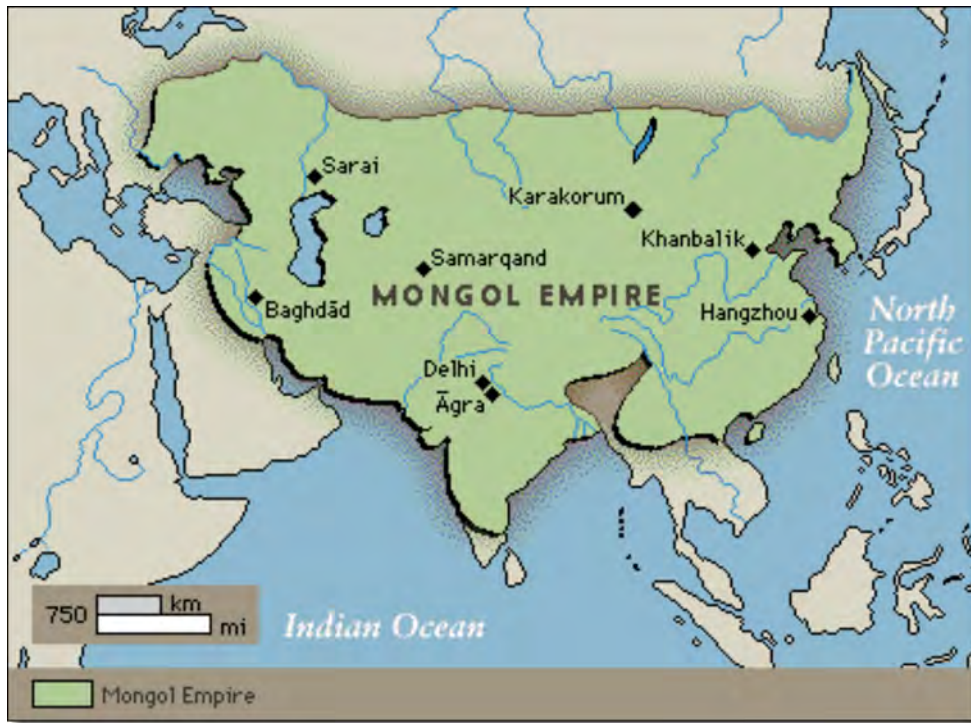 Sarai
Karakorum
Khanbalik
Samarqand
MONGOL EMPIRE
Baghdād
Hangzhou
North
Pacific
Ocean
Delhi
Āgra
750 km
mi
Indian Ocean
Mongol Empire